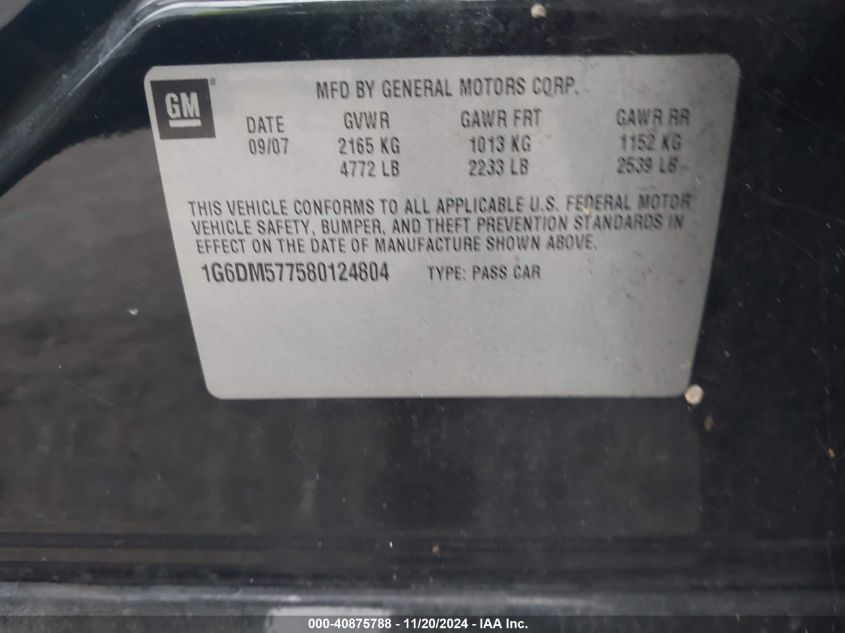 GM ®
MFD BY GENERAL MOTORS CORP.
DATE GVWR GAWR FRT GAWR RR
09/07 2165 KG 1013 KG 1152 KG
4772 LB 2233 LB 2539 LB
THIS VEHICLE CONFORMS TO ALL APPLICABLE U.S. FEDERAL MOTOR
VEHICLE SAFETY, BUMPER, AND THEFT PREVENTION STANDARDS IN
EFFECT ON THE DATE OF MANUFACTURE SHOWN ABOVE.
1G6DM577580124804 TYPE: PASS CAR
000-40875788 - 11/20/2024 - IAA Inc.